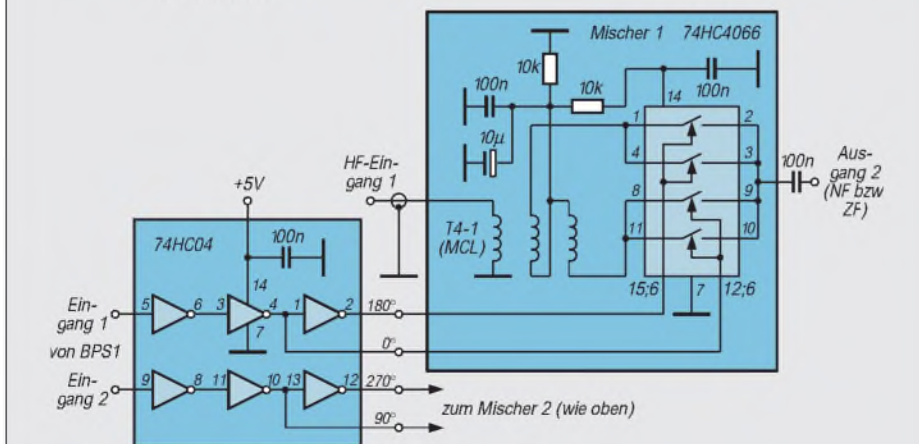 Mischer 1 74HC4066
10k
100n
10k
14
100n
10µ
1
2
4
3
8
9
11
10
100n
Aus-
gang 2
(NF bzw
ZF)
HF-Ein-
gang 1
T4-1
(MCL)
15;6
7
12;6
+5V
74HC04
100n
14
Ein-
gang 1
5
6
3
4
1
2
180°
7
0°
von BPS1
Ein-
gang 2
9
8
11
10
13
12
270°
90°
zum Mischer 2 (wie oben)